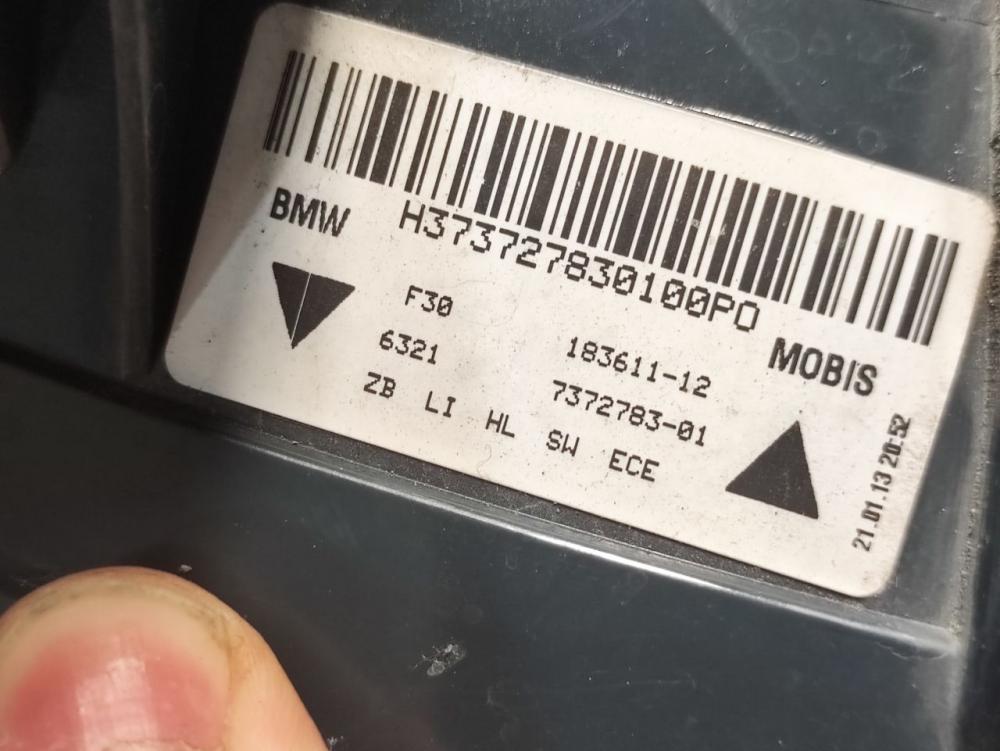 BMW H373727830100PO
F30 183611-12 MOBIS
6321 7372783-01
ZB LI HL SW ECE
21.01.13 20:52